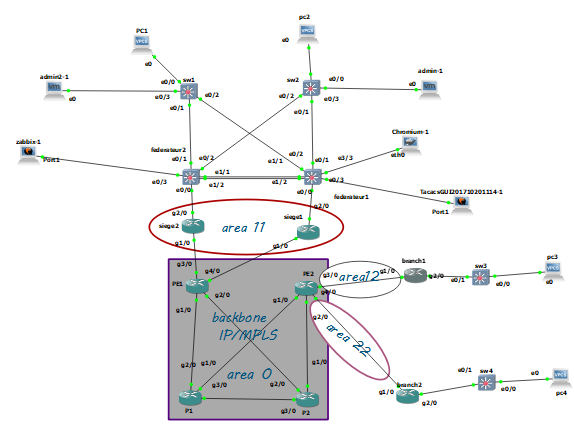 PC1
pc2
e0
e0
e0/0
admin2-1
sw1
e0/3
e0
e0/2
e0/1
sw2
e0/0
e0/2
e0/3
e0/1
admin-1
e0
zabbix-1
Port1
e0/3
federateur2
e0/1
e0/2
e1/1
e1/2
e0/0
e1/1
e0/1
e1/2
e0/0
e3/3
e0/3
federateur1
Chromium-1
eth0
TacacsGUI201710201114-1
Port1
g2/0
siege2
g1/0
area 11
g2/0
siege1
g1/0
g3/0
g4/0
PE1
g2/0
g1/0
PE2
g3/0
g1/0
g2/0
area12
g1/0
branch1
g2/0
e0/1
sw3
e0/0
pc3
e0
backbone
IP/MPLS
area 0
area 22
g2/0
g1/0
g3/0
P1
g2/0
g1/0
g2/0
g3/0
P2
branch2
g1/0
g2/0
e0/1
sw4
e0/0
e0
pc4